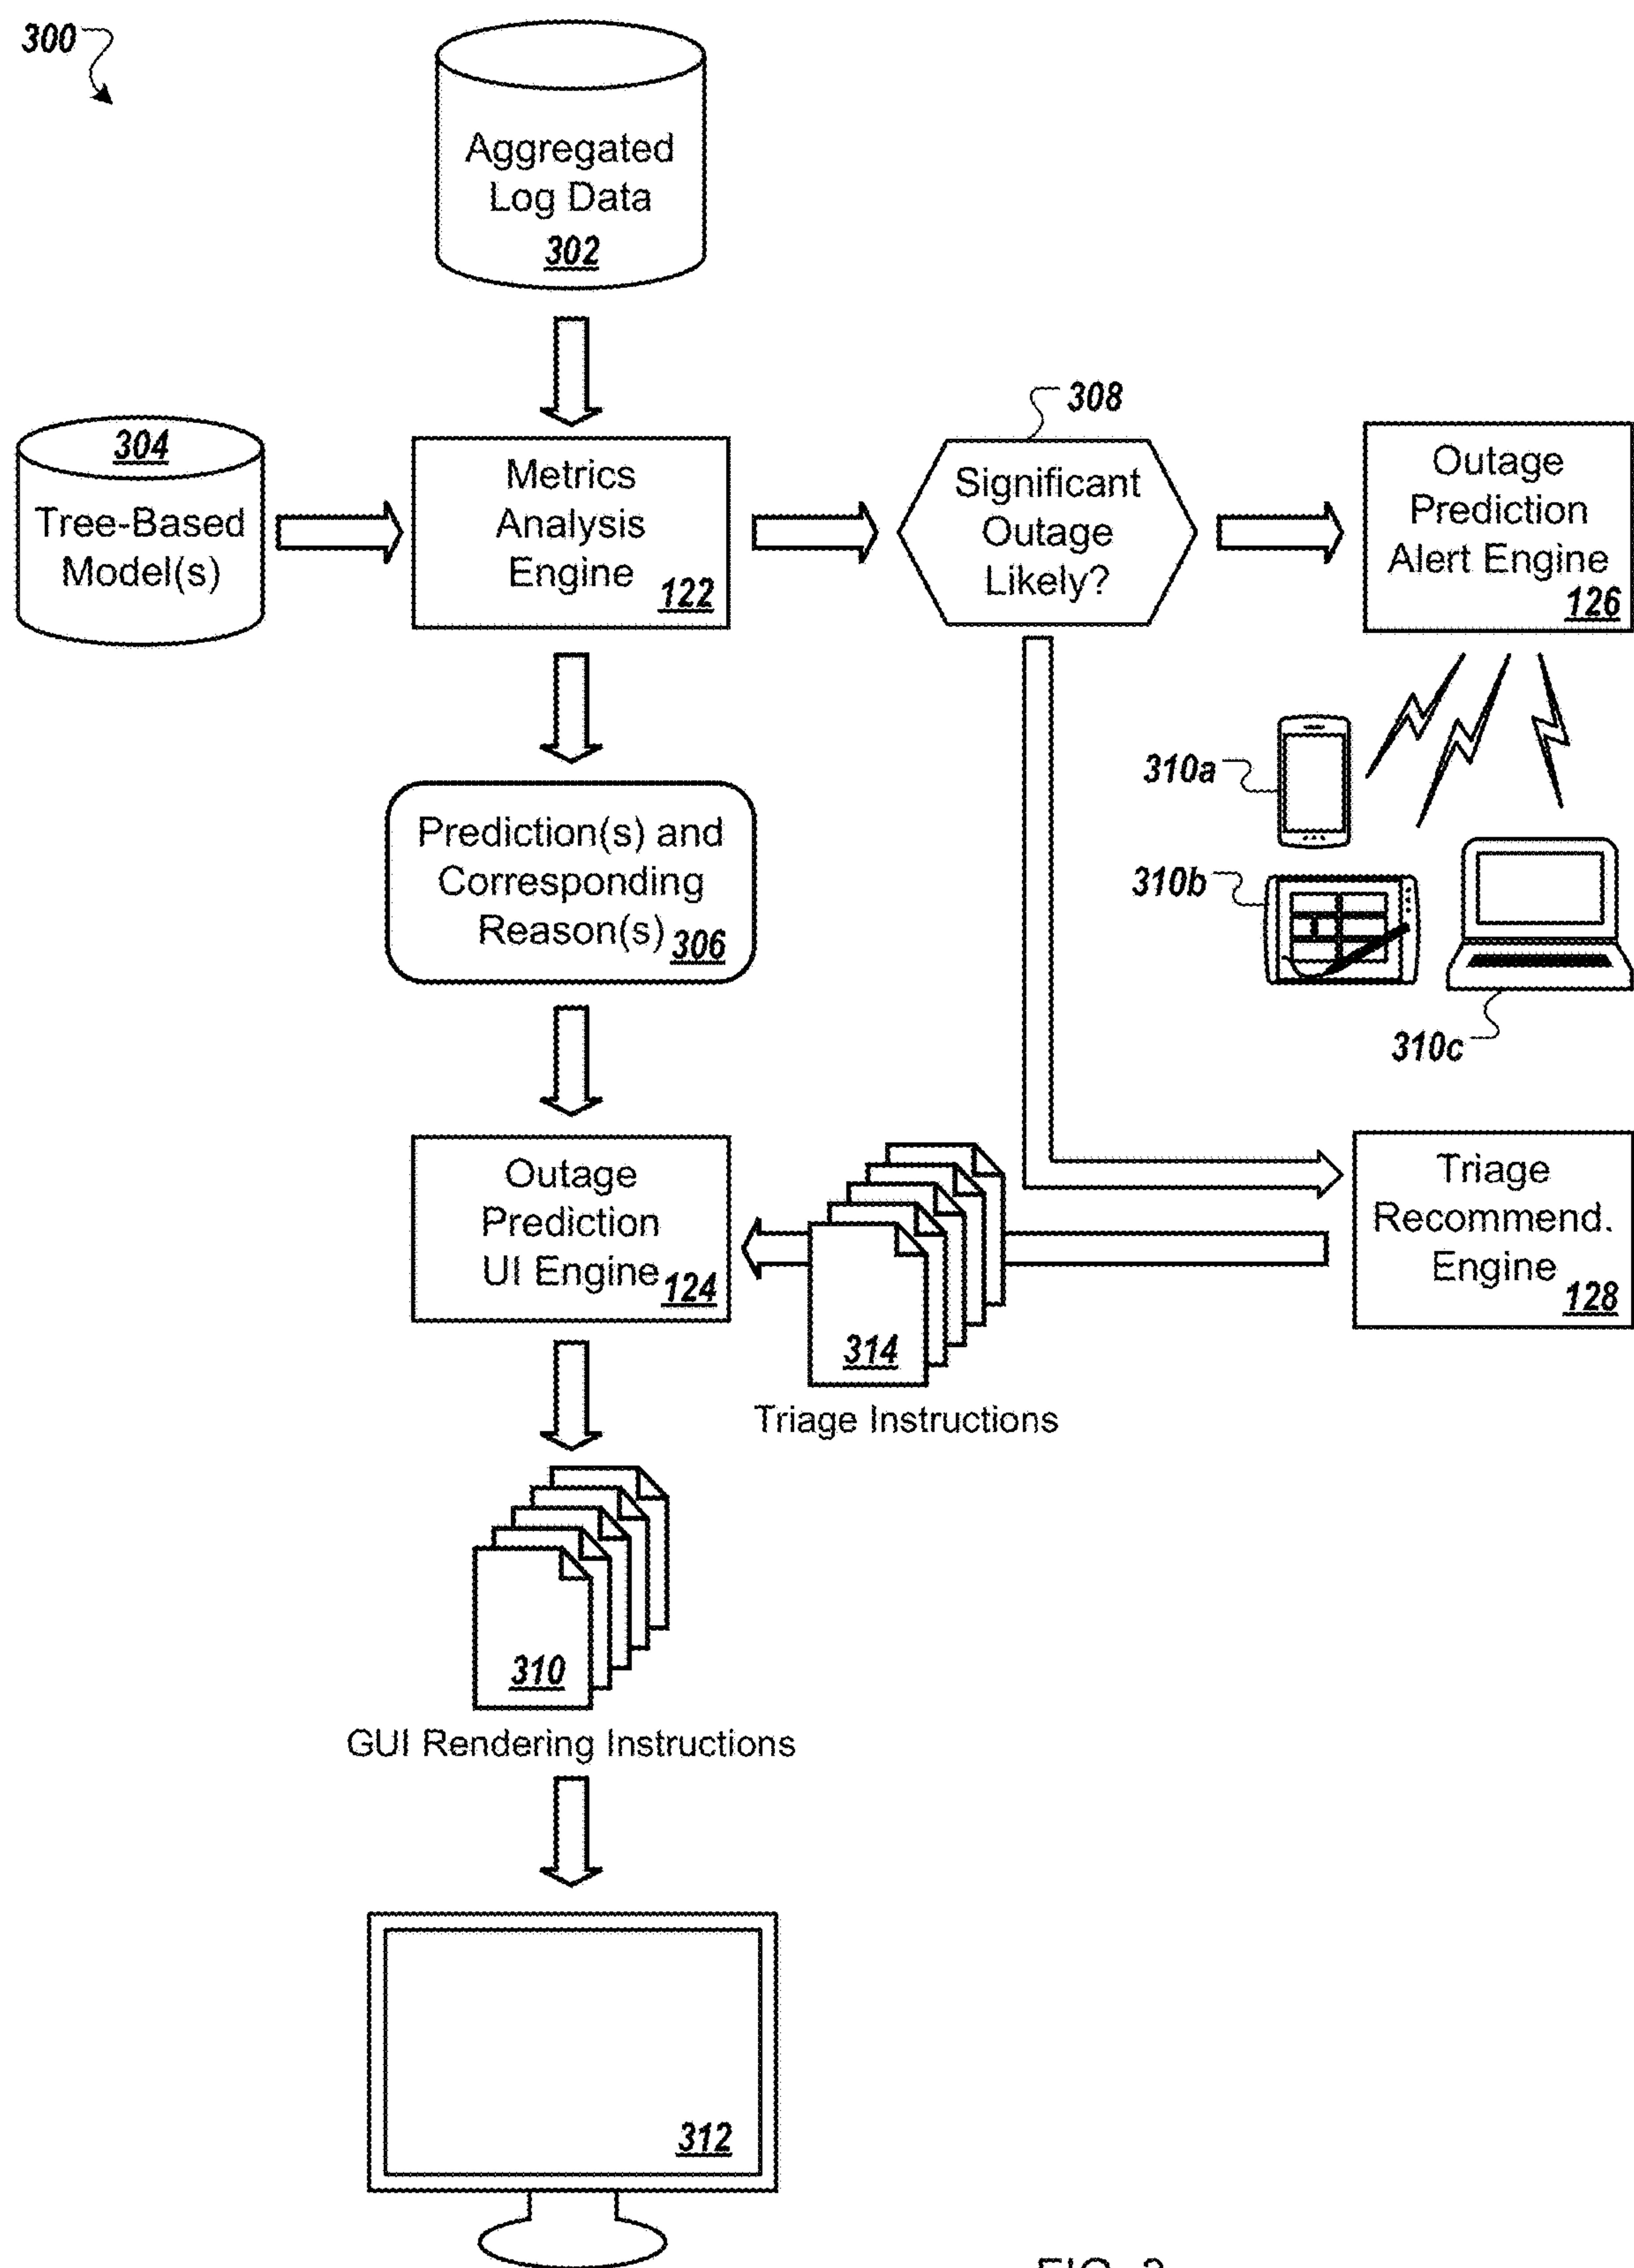 300
Aggregated
Log Data
302
308
304
Tree-Based
Model(s)
Metrics
Analysis
Engine
122
Significant
Outage
Likely?
Outage
Prediction
Alert Engine
126
310a
310b
310c
Prediction(s) and
Corresponding
Reason(s) 306
Outage
Prediction
UI Engine 124
314
Triage Instructions
Triage
Recommend.
Engine
128
310
GUI Rendering Instructions
312